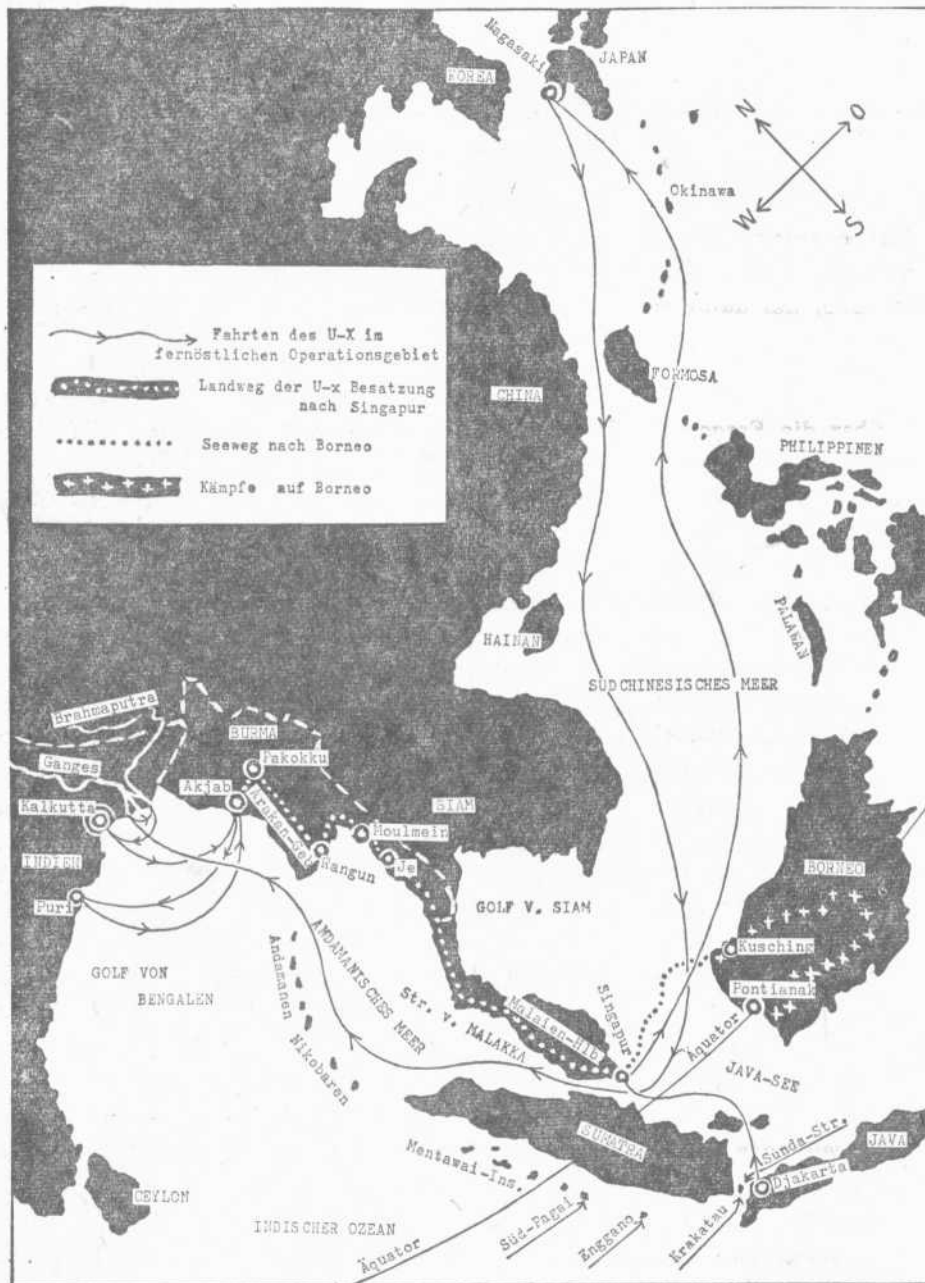 Nagasaki
JAPAN
KOREA
N
O
W
S
Okinawa
Fahrten des U-X im
fernöstlichen Operationsgebiet
Landweg der U-x Besatzung
nach Singapur
Seeweg nach Borneo
Kämpfe auf Borneo
FORMOSA
CHINA
PHILIPPINEN
HAINAN
PALAWAN
SÜDCHINESISCHES MEER
Brahmaputra
BURMA
Ganges
Pakokku
Akjab
Kalkutta
Arakan-Geb
SIAM
Moulmein
Rangun
Je
INDIEN
Puri
BORNEO
GOLF V. SIAM
Kusching
Pontianak
GOLF VON
BENGALEN
Andamanen
ANDAMANISCHES MEER
Str. v. MALAKKA
Malaien-Hlb.
Singapur
Äquator
Nikobaren
JAVA-SEE
SUMATRA
Sunda-Str.
JAVA
Mentawai-Ins.
Djakarta
CEYLON
INDISCHER OZEAN
Äquator
Süd-Pagai
Enggano
Krakatau